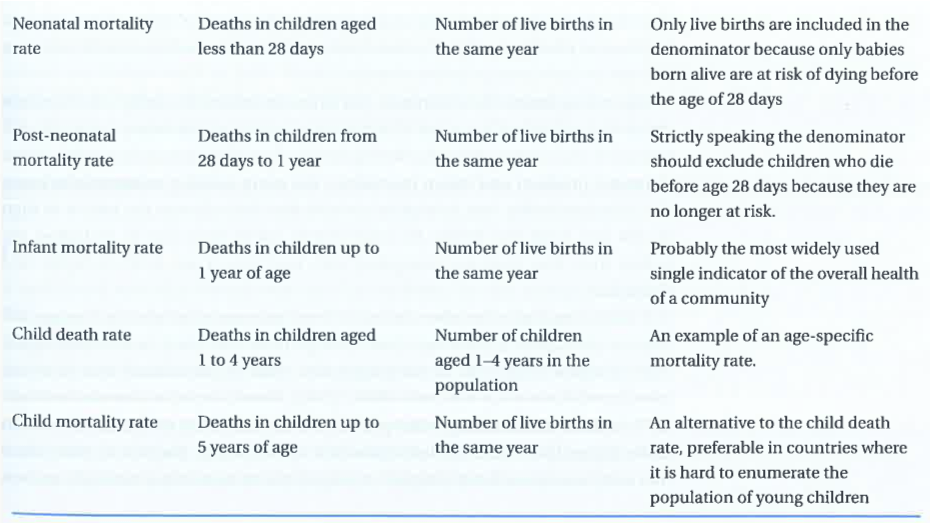 Neonatal mortality
rate
Deaths in children aged
less than 28 days
Number of live births in
the same year
Only live births are included in the
denominator because only babies
born alive are at risk of dying before
the age of 28 days
Post-neonatal
mortality rate
Deaths in children from
28 days to 1 year
Number of live births in
the same year
Strictly speaking the denominator
should exclude children who die
before age 28 days because they are
no longer at risk.
Infant mortality rate
Deaths in children up to
1 year of age
Number of live births in
the same year
Probably the most widely used
single indicator of the overall health
of a community
Child death rate
Deaths in children aged
1 to 4 years
Number of children
aged 1–4 years in the
population
An example of an age-specific
mortality rate.
Child mortality rate
Deaths in children up to
5 years of age
Number of live births in
the same year
An alternative to the child death
rate, preferable in countries where
it is hard to enumerate the
population of young children